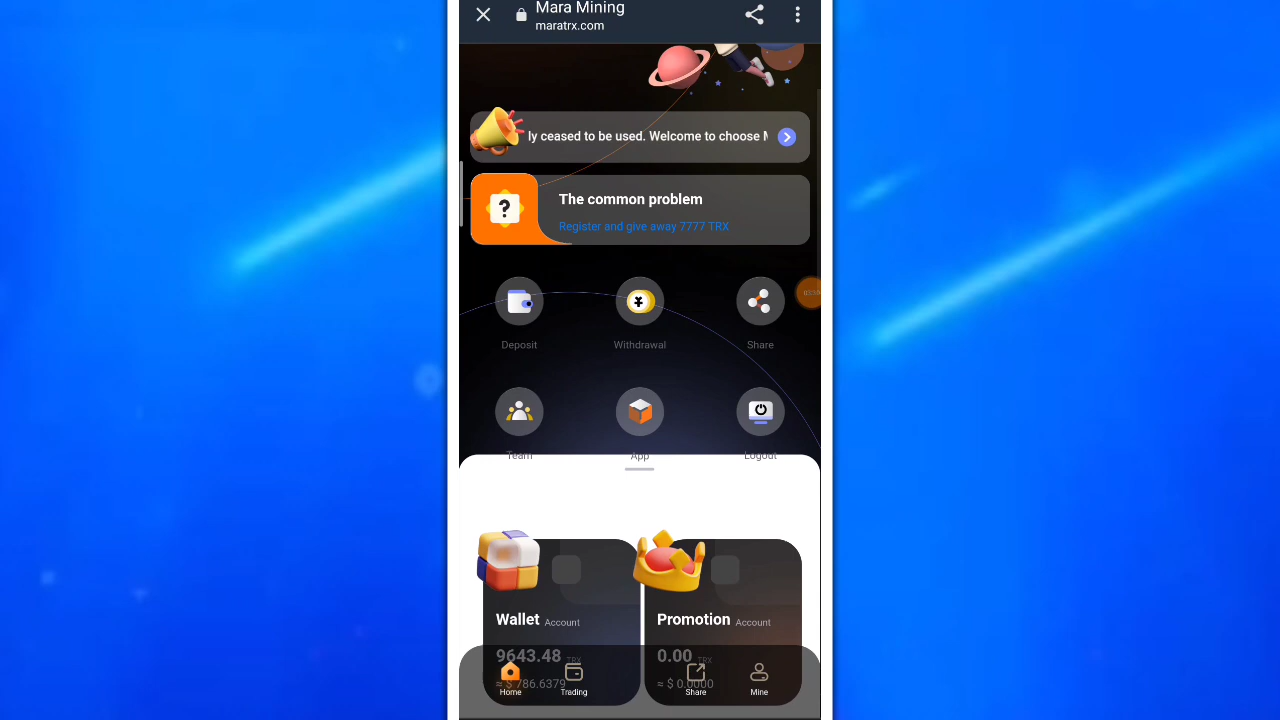 Mara Mining
maratrx.com
ly ceased to be used. Welcome to choose M
The common problem
Register and give away 7777 TRX
Deposit
Withdrawal
Share
Team
App
Logout
Wallet Account
Promotion Account
9643.48 TRX
0.00 TRX
≈ $ 786.6379
≈ $ 0.0000
Home
Trading
Share
Mine